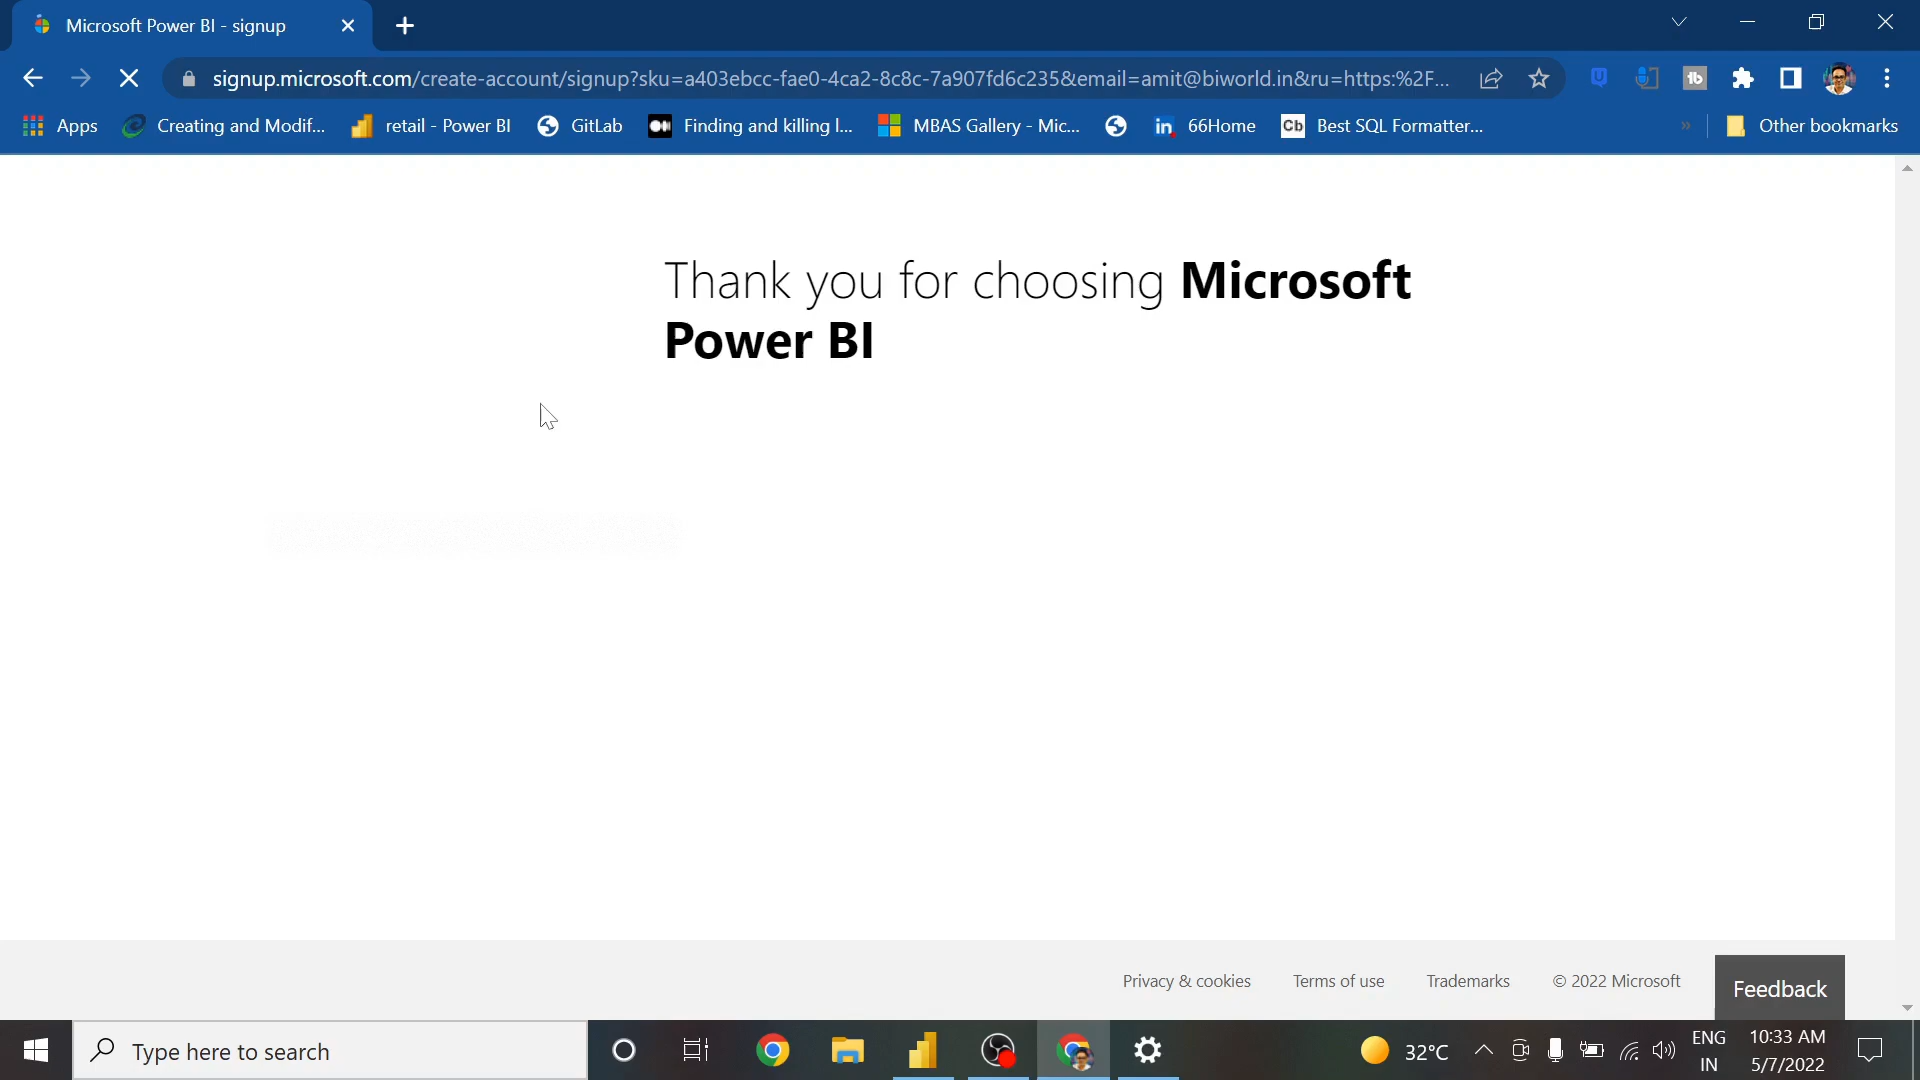 Microsoft Power BI - signup
signup.microsoft.com/create-account/signup?sku=a403ebcc-fae0-4ca2-8c8c-7a907fd6c235&email=amit@biworld.in&ru=https:%2F...
Apps
Creating and Modif...
retail - Power BI
GitLab
Finding and killing l...
MBAS Gallery - Mic...
in
66Home
Cb
Best SQL Formatter...
»
Other bookmarks
Thank you for choosing Microsoft
Power BI
Privacy & cookies
Terms of use
Trademarks
© 2022 Microsoft
Feedback
Type here to search
32°C
ENG
IN
10:33 AM
5/7/2022